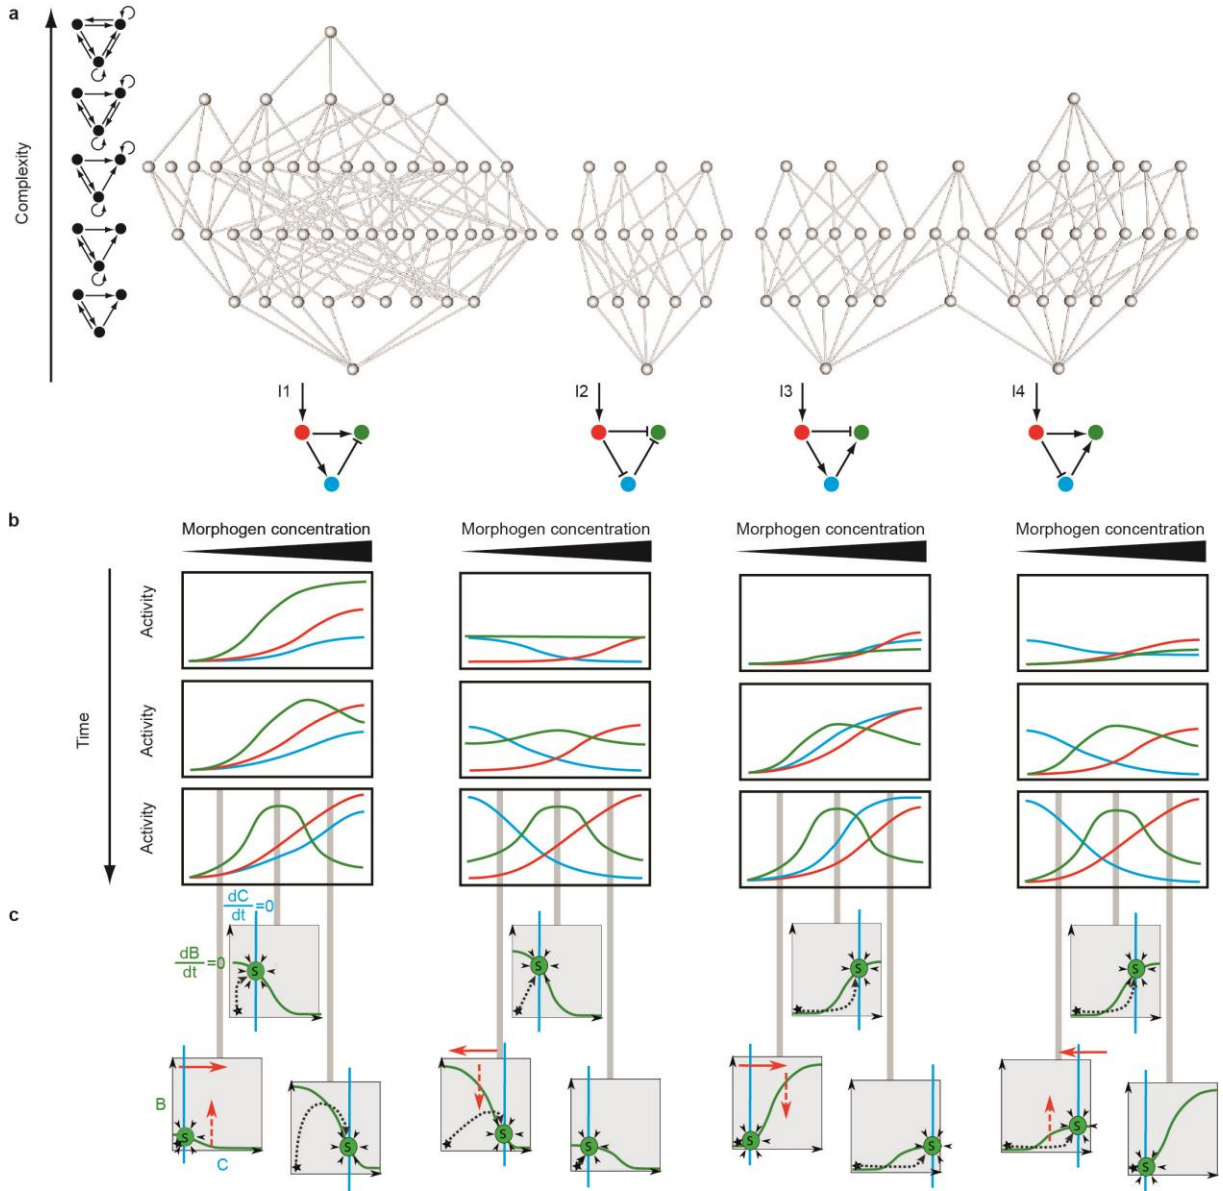 a
Complexity
I1
I2
I3
I4
b
Morphogen concentration
Morphogen concentration
Morphogen concentration
Morphogen concentration
Time
Activity
Activity
Activity
c
dC
dt
=0
dB
dt
=0
S
S
S
S
B
C
S
S
S
S
S
S
S
S